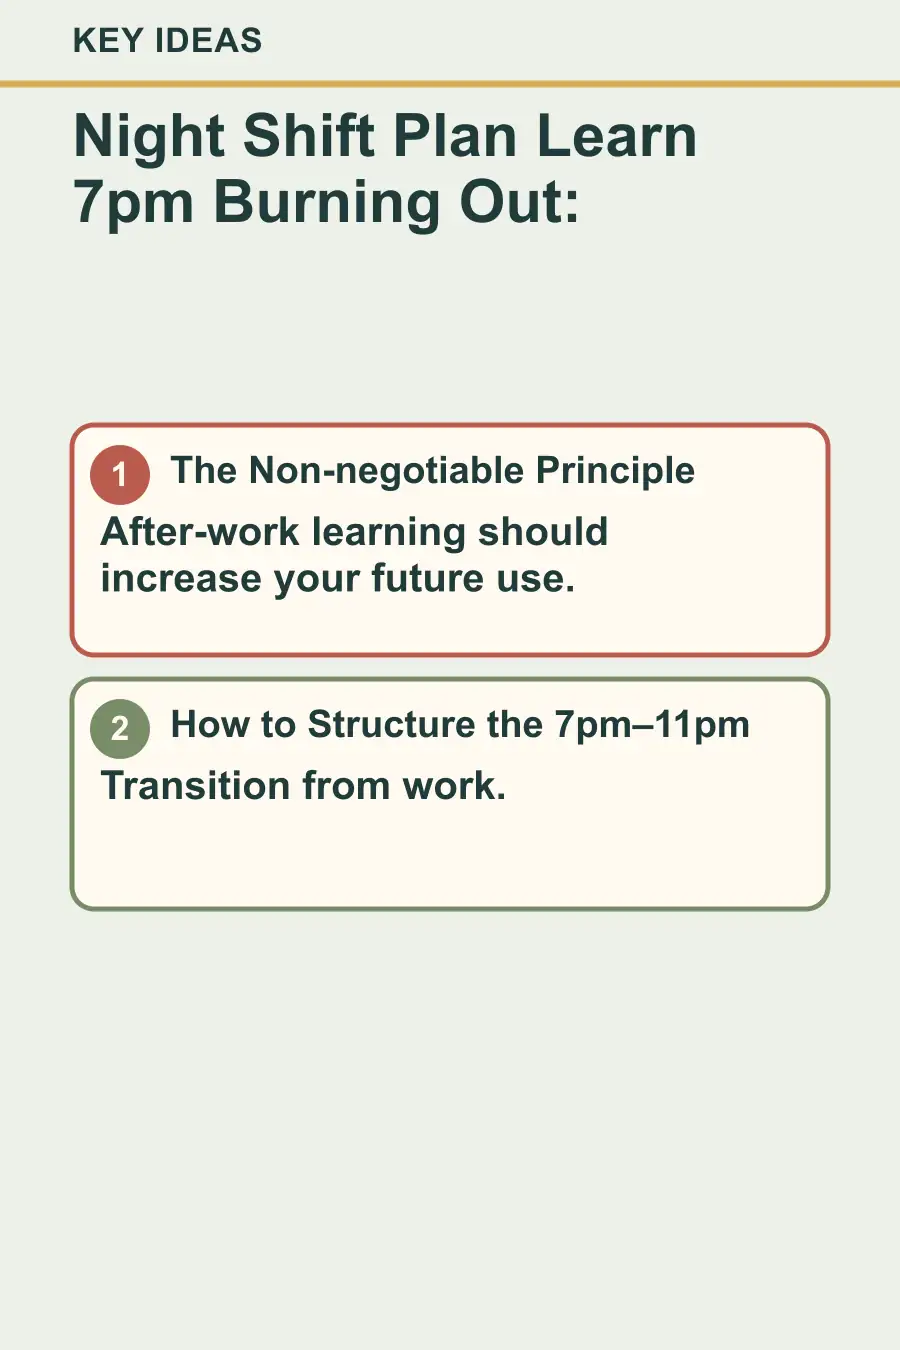 KEY IDEAS
Night Shift Plan Learn
7pm Burning Out:
1 The Non-negotiable Principle
After-work learning should
increase your future use.
2 How to Structure the 7pm–11pm
Transition from work.